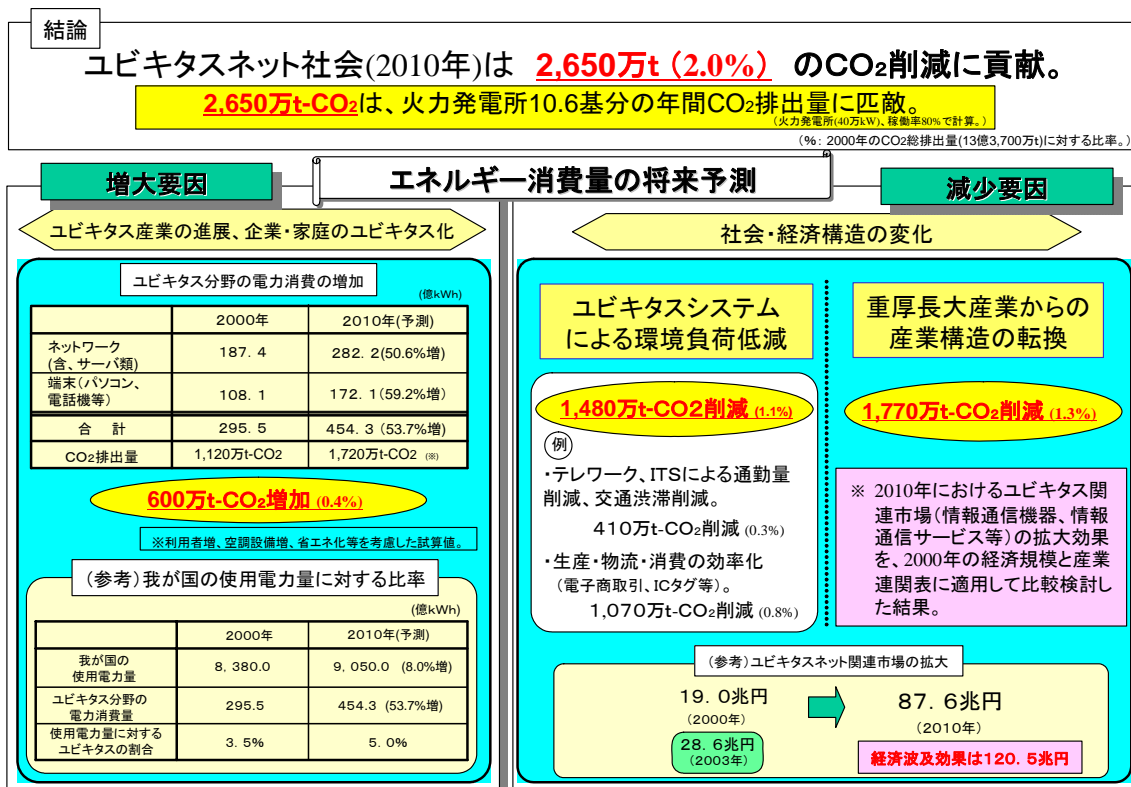 結論
ユビキタスネット社会(2010年)は 2,650万t（2.0%） のCO₂削減に貢献。
2,650万t-CO₂は、火力発電所10.6基分の年間CO₂排出量に匹敵。
（火力発電所(40万kW)、稼働率80%で計算。）
（%：2000年のCO₂総排出量(13億3,700万t)に対する比率。）
エネルギー消費量の将来予測
増大要因
ユビキタス産業の進展、企業・家庭のユビキタス化
ユビキタス分野の電力消費の増加
(億kWh)
2000年 2010年(予測)
ネットワーク
(含、サーバ類) 187.4 282.2(50.6%増)
端末(パソコン、
電話機等) 108.1 172.1(59.2%増)
合 計 295.5 454.3 (53.7%増)
CO₂排出量 1,120万t-CO2 1,720万t-CO2 (※)
600万t-CO₂増加 (0.4%)
※利用者増、空調設備増、省エネ化等を考慮した試算値。
(参考)我が国の使用電力量に対する比率
(億kWh)
2000年 2010年(予測)
我が国の
使用電力量 8,380.0 9,050.0 (8.0%増)
ユビキタス分野の
電力消費量 295.5 454.3 (53.7%増)
使用電力量に対する
ユビキタスの割合 3.5% 5.0%
減少要因
社会・経済構造の変化
ユビキタスシステム
による環境負荷低減
1,480万t-CO2削減 (1.1%)
例
・テレワーク、ITSによる通勤量
削減、交通渋滞削減。
410万t-CO₂削減 (0.3%)
・生産・物流・消費の効率化
(電子商取引、ICタグ等)。
1,070万t-CO₂削減 (0.8%)
重厚長大産業からの
産業構造の転換
1,770万t-CO₂削減 (1.3%)
※ 2010年におけるユビキタス関
連市場(情報通信機器、情報
通信サービス等)の拡大効果
を、2000年の経済規模と産業
連関表に適用して比較検討し
た結果。
(参考)ユビキタスネット関連市場の拡大
19.0兆円
(2000年)
28.6兆円
(2003年)
87.6兆円
(2010年)
経済波及効果は120.5兆円